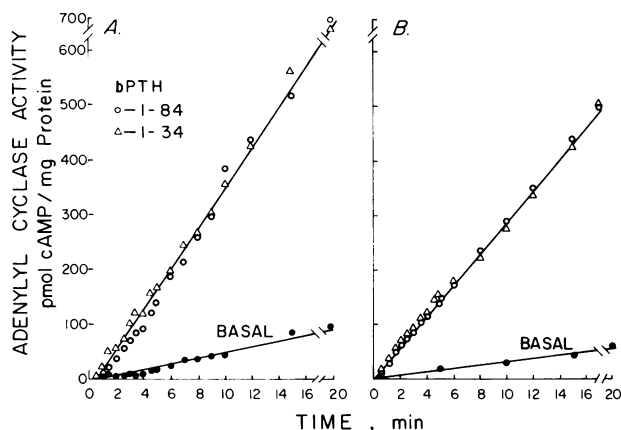 700
600
500
400
300
200
100
0
A.
bPTH
o—1-84
△—1-34
BASAL
0 2 4 6 8 10 12 14 16 20
B.
BASAL
0 2 4 6 8 10 12 14 16 20
ADENYLYL CYCLASE ACTIVITY
pmol cAMP/mg Protein
TIME , min